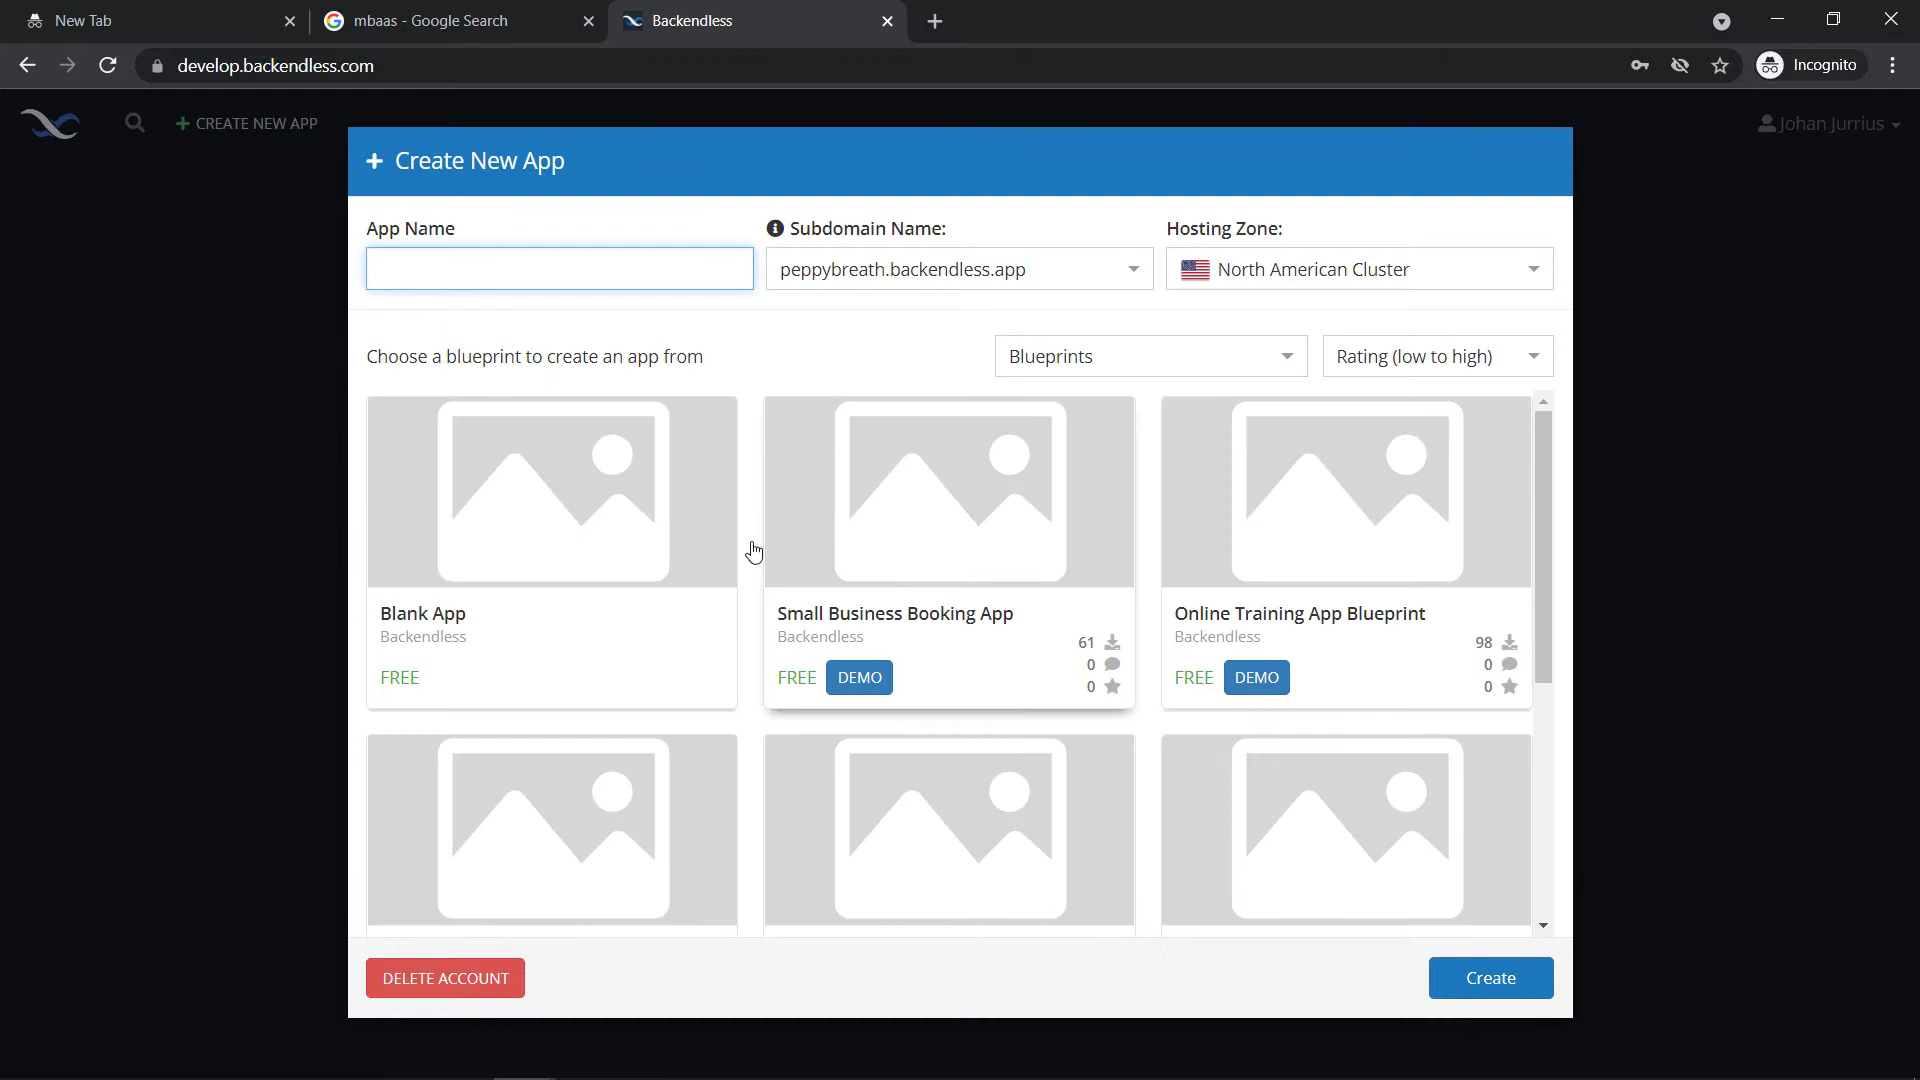 New Tab
mbaas - Google Search
Backendless
develop.backendless.com
Incognito
CREATE NEW APP
Johan Jurrius
Create New App
App Name
Subdomain Name:
Hosting Zone:
peppybreath.backendless.app
North American Cluster
Choose a blueprint to create an app from
Blueprints
Rating (low to high)
Blank App
Backendless
FREE
Small Business Booking App
Backendless
61
0
FREE
DEMO
0
Online Training App Blueprint
Backendless
98
0
FREE
DEMO
0
DELETE ACCOUNT
Create